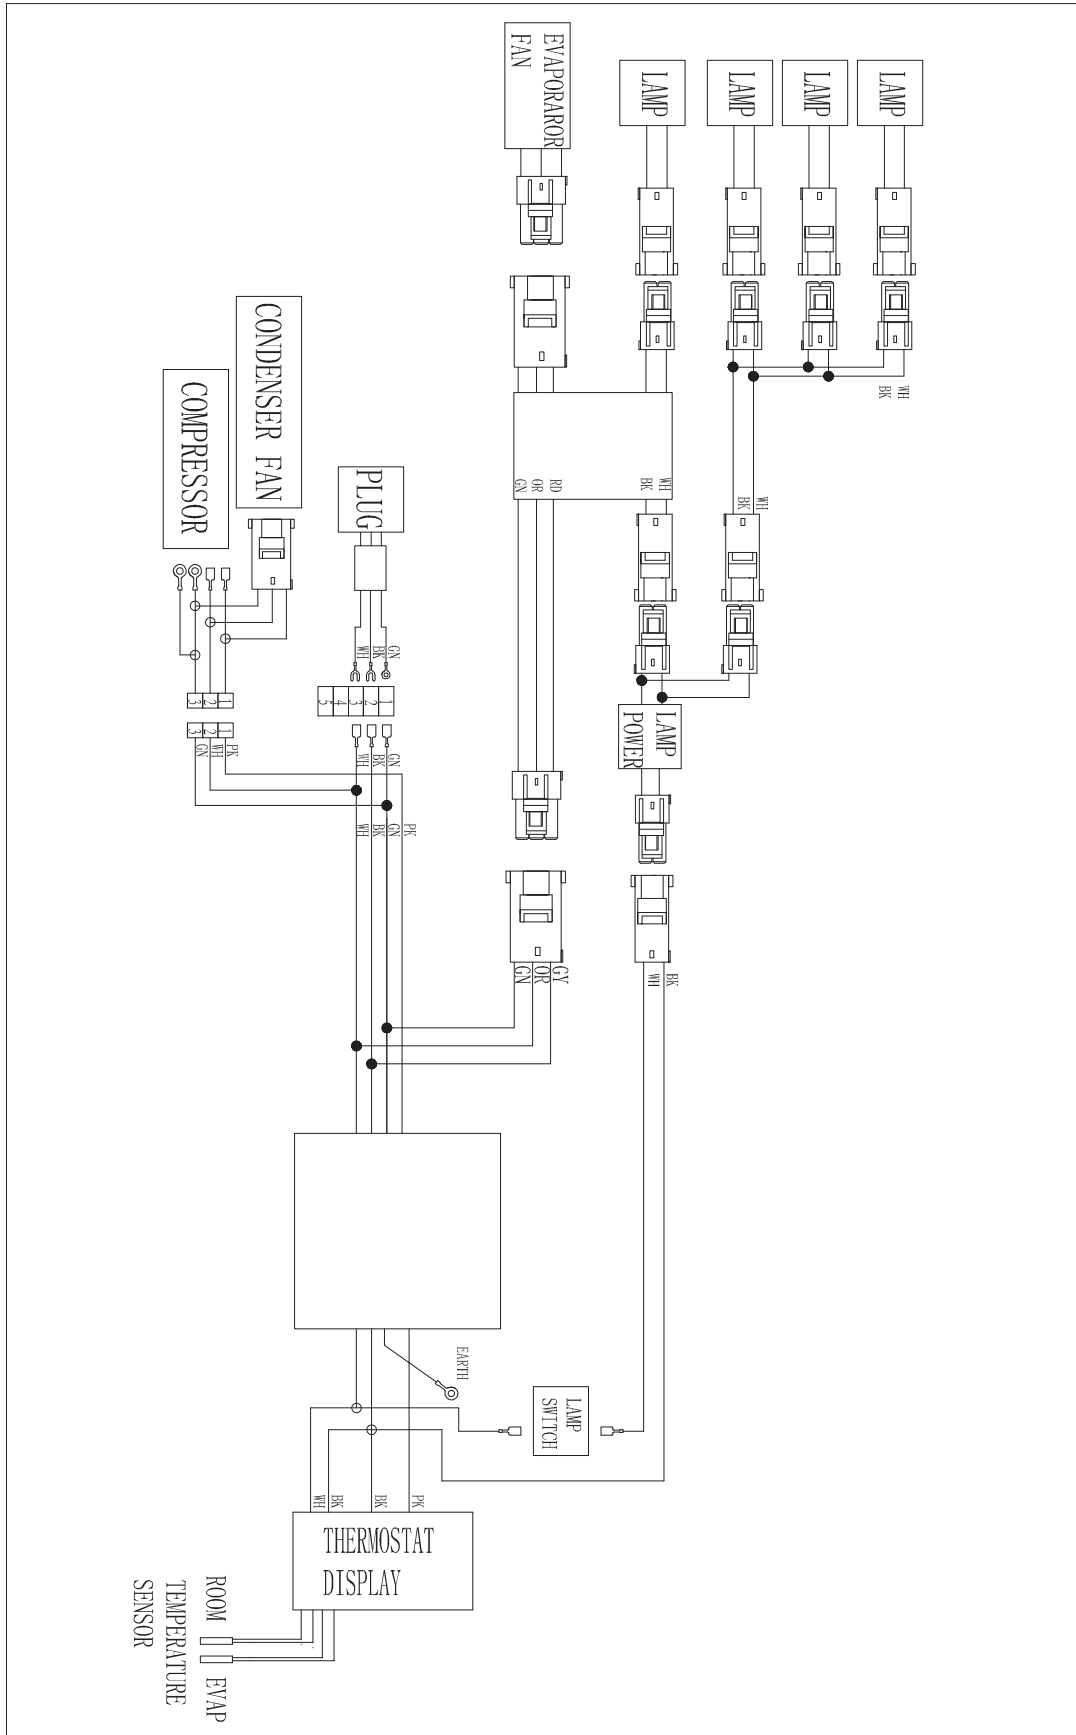 EVAPORAROR
FAN
LAMP
LAMP
LAMP
LAMP
WH
BK
CONDENSER FAN
COMPRESSOR
PLUG
GN
OR
RD
BK
WH
BK
WH
WH
BK
GN
5
4
3
2
1
3
2
1
3
2
1
GN
WH
PK
WH
BK
GN
WH
BK
GN
PK
LAMP
POWER
GN
OR
GY
WH
BK
EARTH
LAMP
SWITCH
WH
BK
BK
PK
THERMOSTAT
DISPLAY
ROOM
EVAP
TEMPERATURE
SENSOR